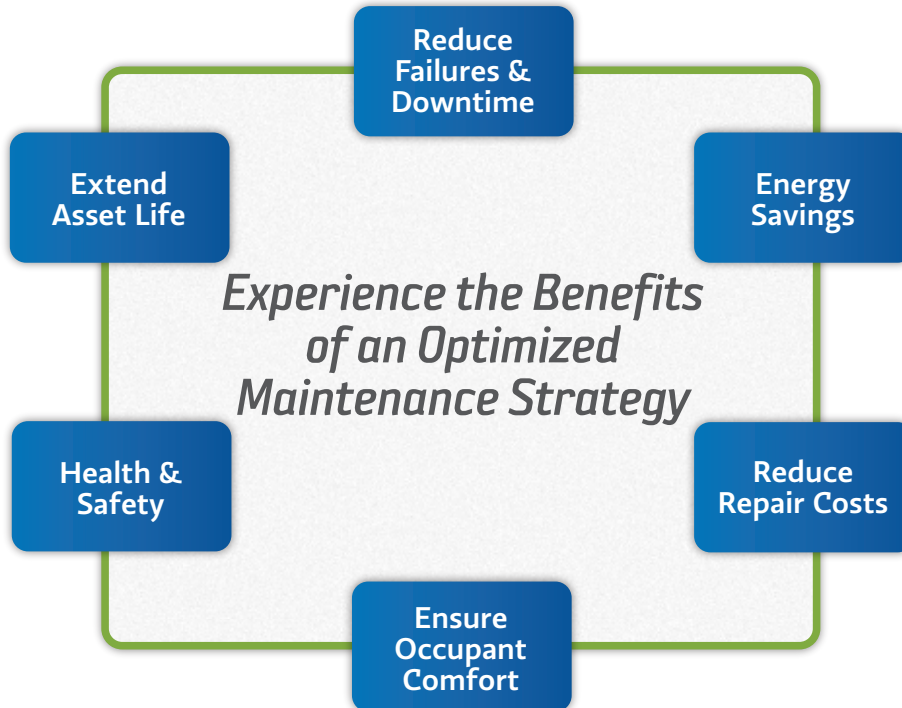 Reduce
Failures &
Downtime
Extend
Asset Life
Energy
Savings
Experience the Benefits
of an Optimized
Maintenance Strategy
Health &
Safety
Reduce
Repair Costs
Ensure
Occupant
Comfort